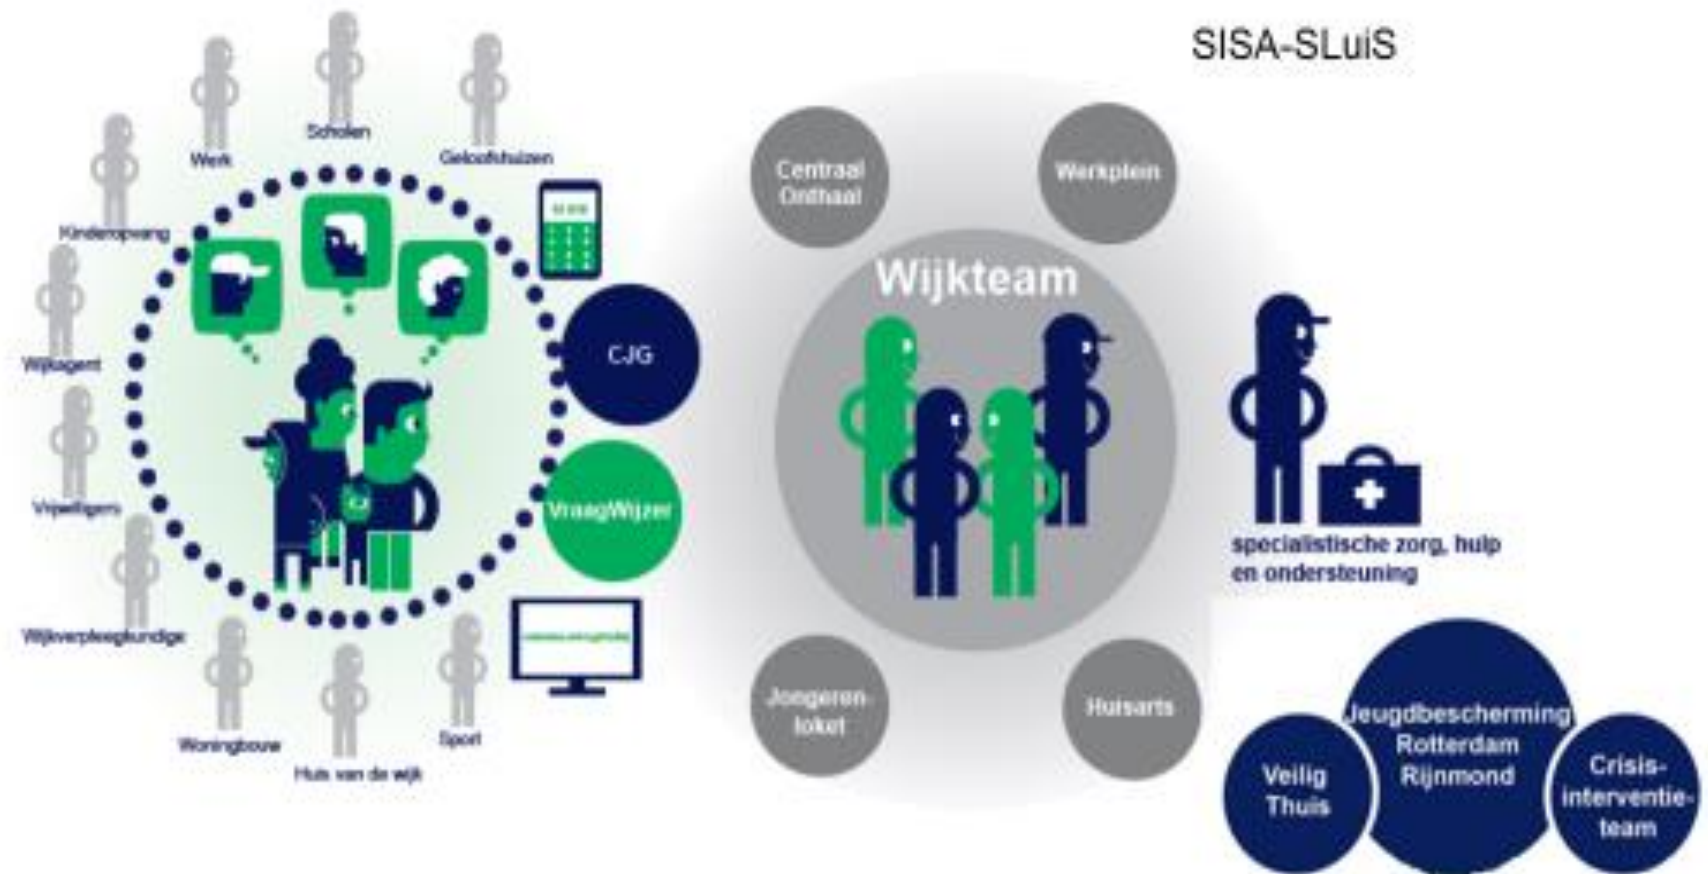 SISA-SLuiS
Scholen
Geloofshuizen
Werk
Kinderopvang
Wijkagent
Vrijwilligers
Wijkverpleegkundige
Woningbouw
Huis van de wijk
Sport
CJG
VraagWijzer
Centraal
Onthaal
Werkplein
Wijkteam
Jongeren-
loket
Huisarts
specialistische zorg, hulp
en ondersteuning
Jeugdbescherming
Rotterdam
Rijnmond
Veilig
Thuis
Crisis-
interventie-
team